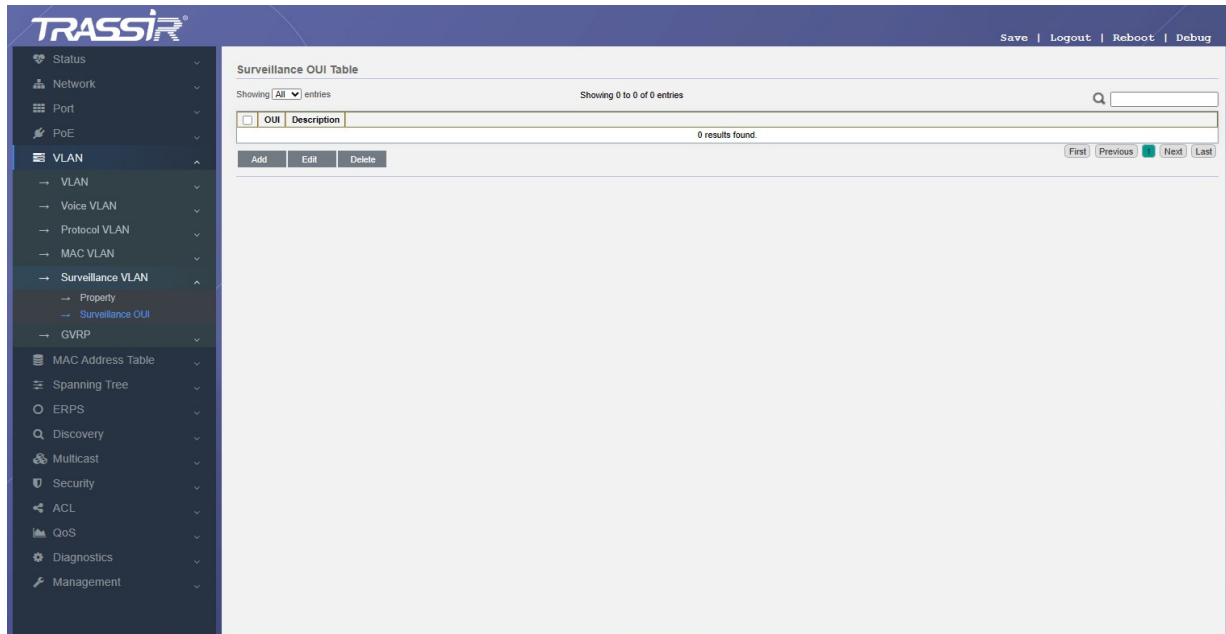 TRASSIR®
Save | Logout | Reboot | Debug
Status
Network
Port
PoE
VLAN
→ VLAN
→ Voice VLAN
→ Protocol VLAN
→ MAC VLAN
→ Surveillance VLAN
→ Property
→ Surveillance OUI
→ GVRP
MAC Address Table
Spanning Tree
ERPS
Discovery
Multicast
Security
ACL
QoS
Diagnostics
Management
Surveillance OUI Table
Showing All entries
Showing 0 to 0 of 0 entries
OUI Description
0 results found.
Add Edit Delete
First Previous 1 Next Last